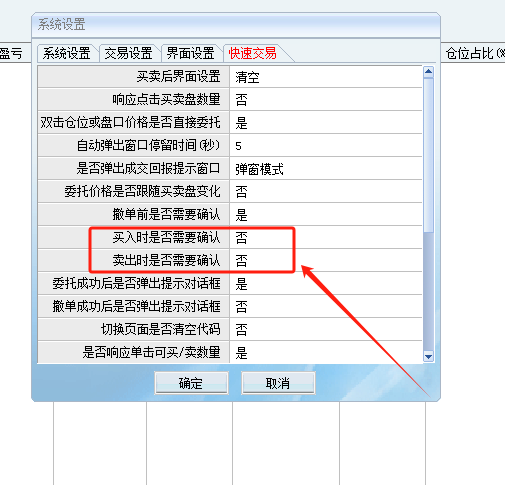 系统设置
盈亏
仓位占比(%
系统设置 交易设置 界面设置 快速交易
买卖后界面设置 清空
响应点击买卖盘数量 否
双击仓位或盘口价格是否直接委托 是
自动弹出窗口停留时间(秒) 5
是否弹出成交回报提示窗口 弹窗模式
委托价格是否跟随买卖盘变化 否
撤单前是否需要确认 是
买入时是否需要确认 否
卖出时是否需要确认 否
委托成功后是否弹出提示对话框 是
撤单成功后是否弹出提示对话框 否
切换页面是否清空代码 否
是否响应单击可买/卖数量 是
确定 取消